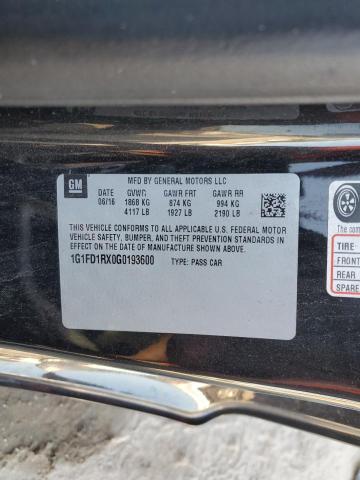 MFD BY GENERAL MOTORS LLC
GM
DATE GVWR GAWR FRT GAWR RR
06/16 1868 KG 874 KG 994 KG
4117 LB 1927 LB 2190 LB
THIS VEHICLE CONFORMS TO ALL APPLICABLE U.S. FEDERAL MOTOR
VEHICLE SAFETY, BUMPER, AND THEFT PREVENTION STANDARDS IN
EFFECT ON THE DATE OF MANUFACTURE SHOWN ABOVE.
1G1FD1RX0G0193600 TYPE: PASS CAR
TIRE
FRONT
REAR
SPARE